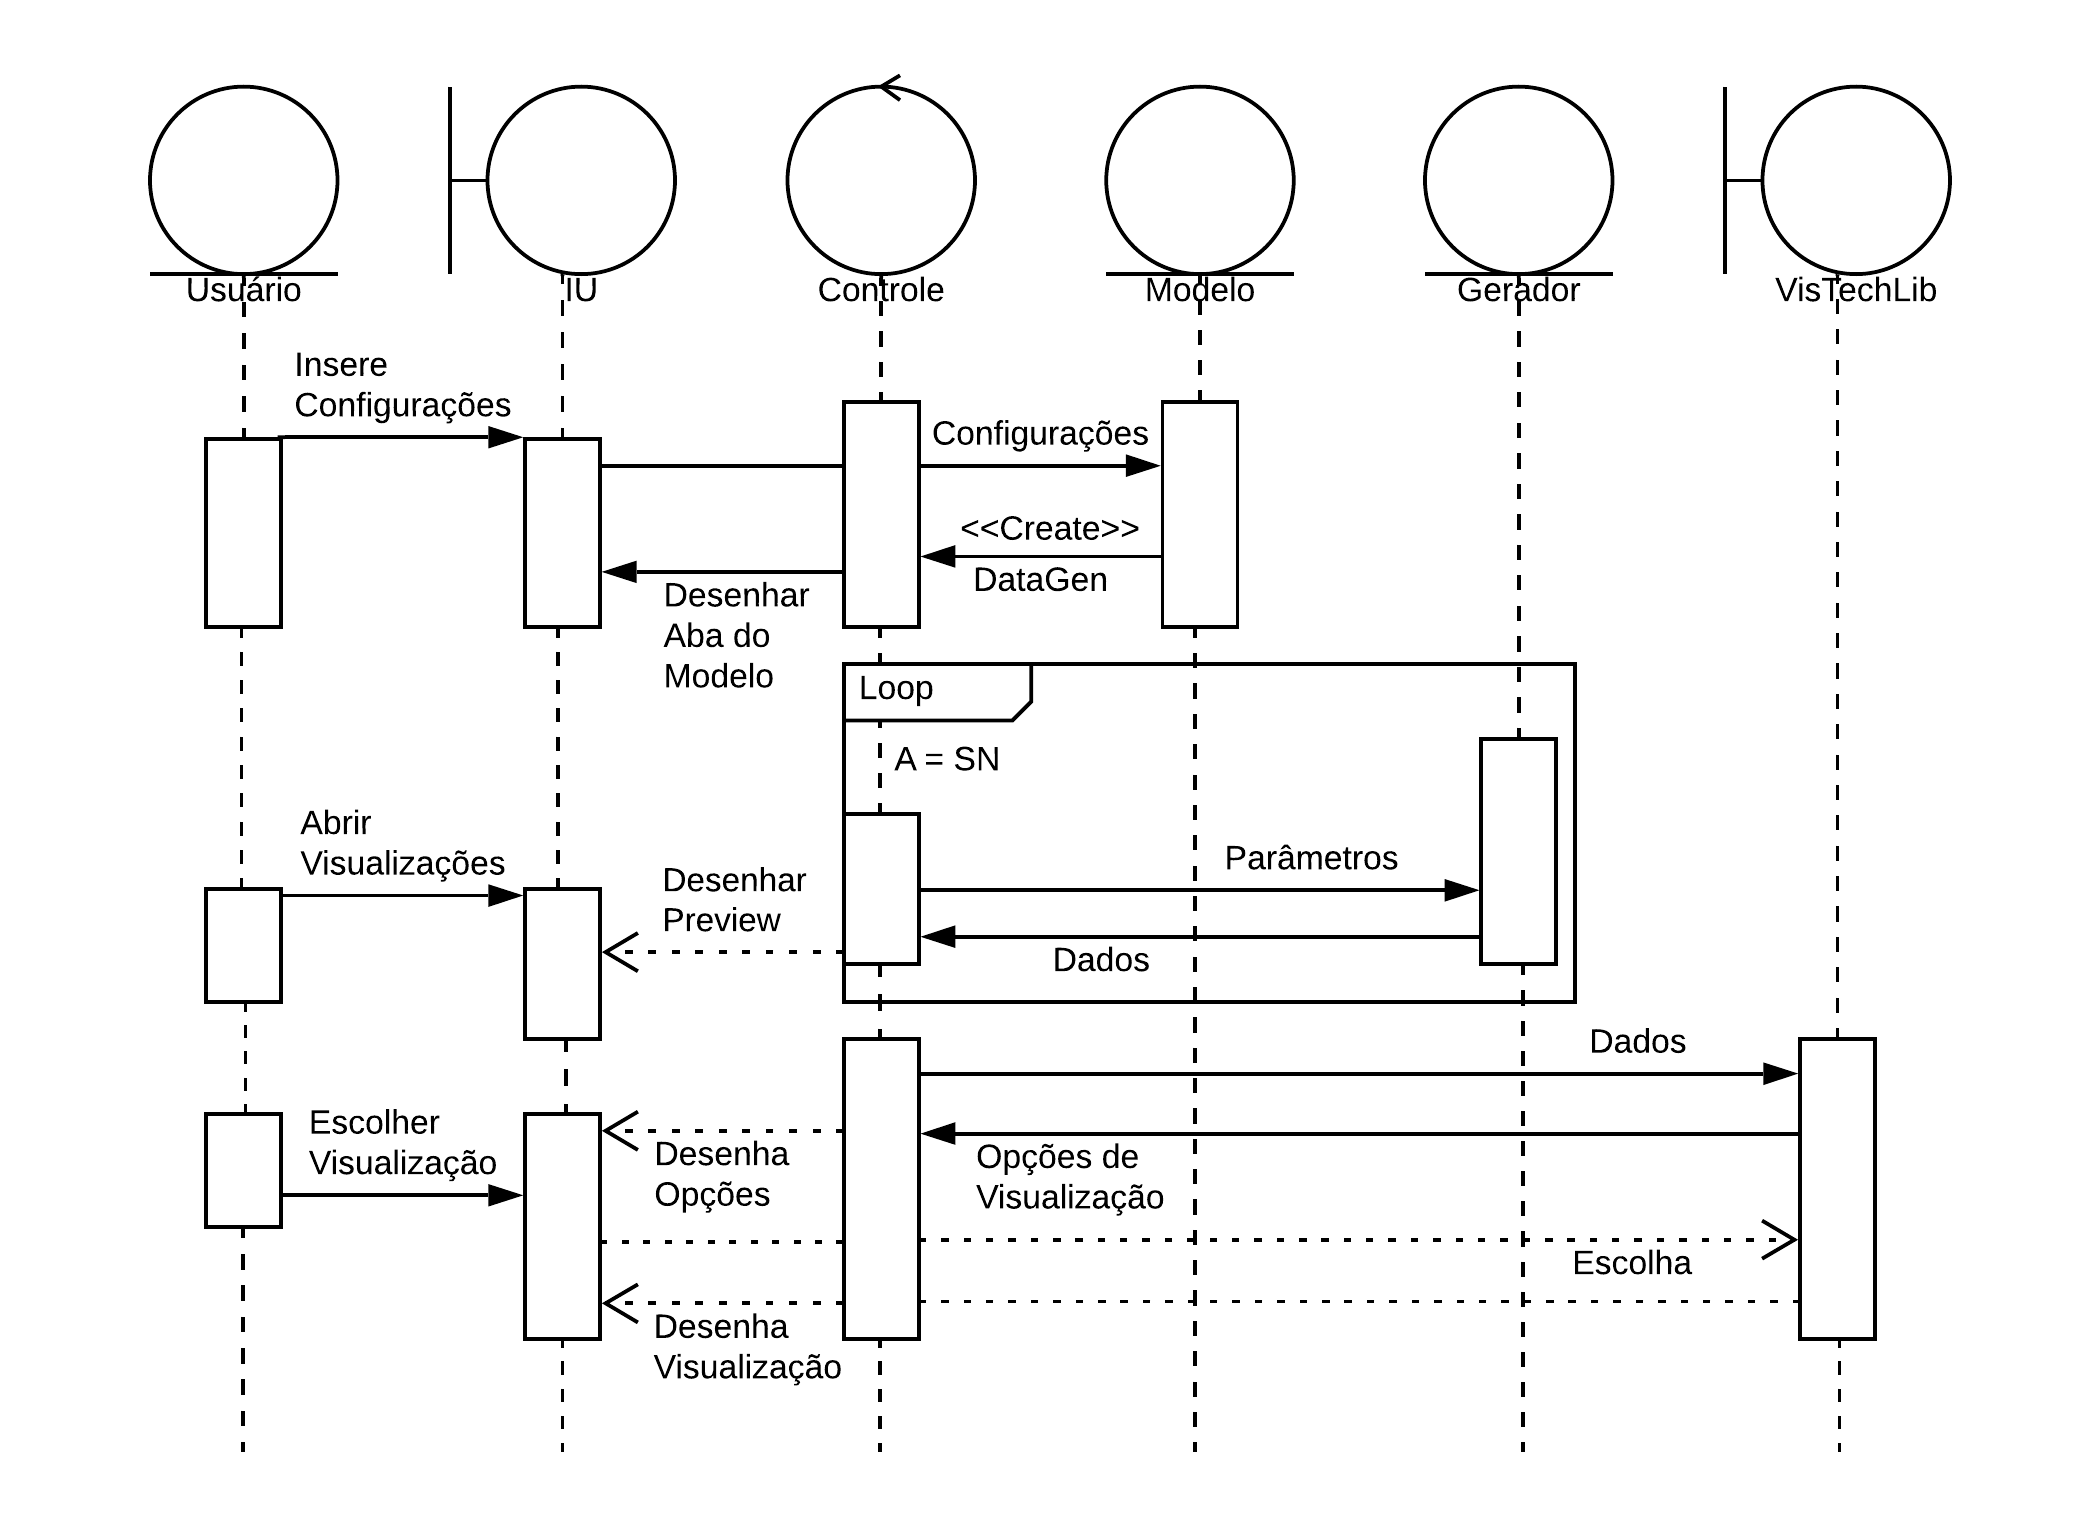 Usuário
IU
Controle
Modelo
Gerador
VisTechLib
Insere
Configurações
Configurações
<<Create>>
DataGen
Desenhar
Aba do
Modelo
Loop
A = SN
Abrir
Visualizações
Desenhar
Preview
Parâmetros
Dados
Dados
Escolher
Visualização
Desenha
Opções
Opções de
Visualização
Escolha
Desenha
Visualização